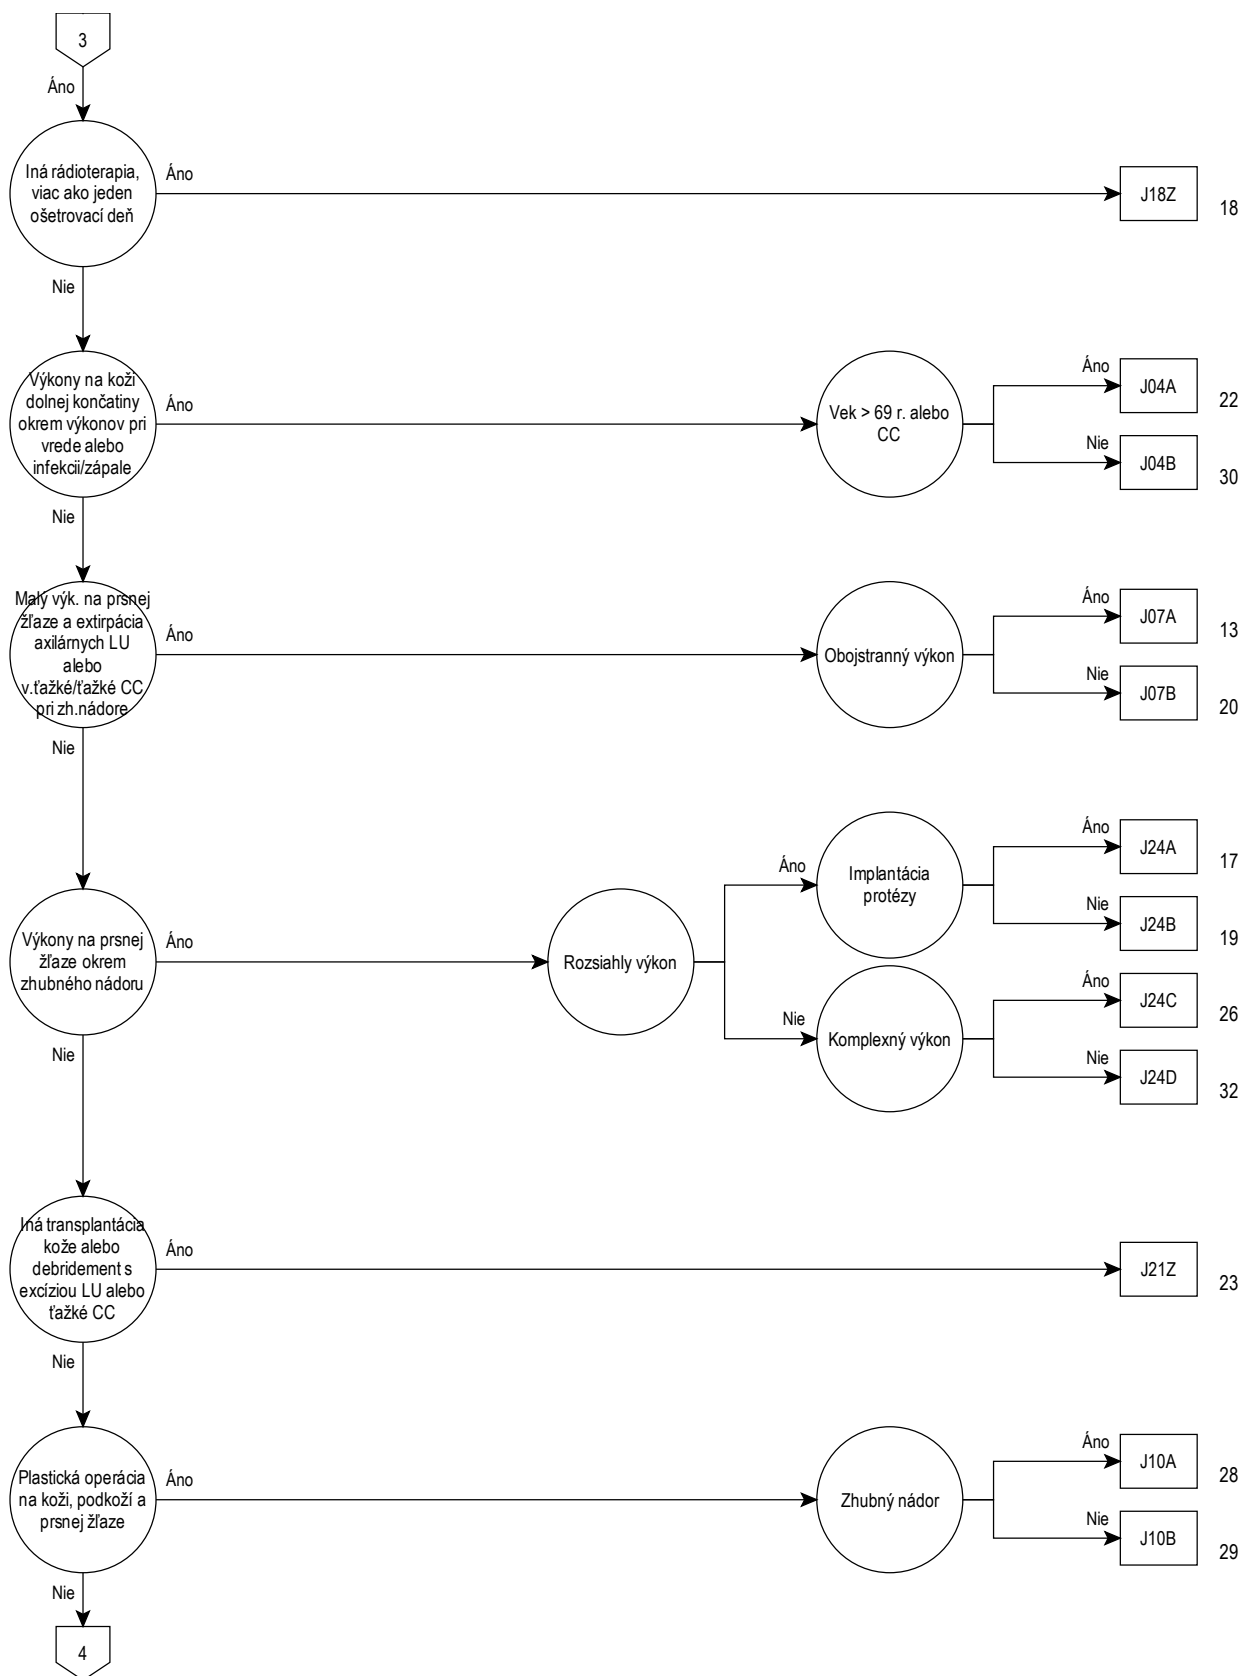 3
Áno
Iná rádioterapia,
viac ako jeden
ošetrovací deň
Áno
J18Z
18
Nie
Výkony na koži
dolnej končatiny
okrem výkonov pri
vrede alebo
infekcii/zápale
Áno
Vek > 69 r. alebo
CC
Áno
J04A
22
Nie
J04B
30
Nie
Malý výk. na prsnej
žľaze a extirpácia
axilárnych LU
alebo
v.ťažké/ťažké CC
pri zh.nádore
Áno
Obojstranný výkon
Áno
J07A
13
Nie
J07B
20
Nie
Výkony na prsnej
žľaze okrem
zhubného nádoru
Áno
Rozsiahly výkon
Áno
Implantácia
protézy
Áno
J24A
17
Nie
J24B
19
Nie
Komplexný výkon
Áno
J24C
26
Nie
J24D
32
Nie
Iná transplantácia
kože alebo
debridement s
excíziou LU alebo
ťažké CC
Áno
J21Z
23
Nie
Plastická operácia
na koži, podkoží a
prsnej žľaze
Áno
Zhubný nádor
Áno
J10A
28
Nie
J10B
29
Nie
4